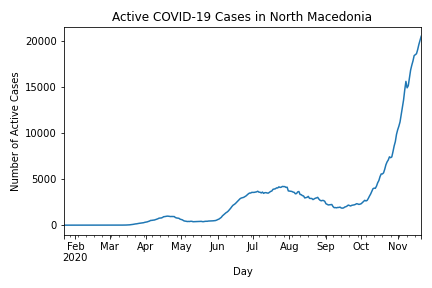 Active COVID-19 Cases in North Macedonia
Number of Active Cases
20000
15000
10000
5000
0
Feb Mar Apr May Jun Jul Aug Sep Oct Nov
2020
Day